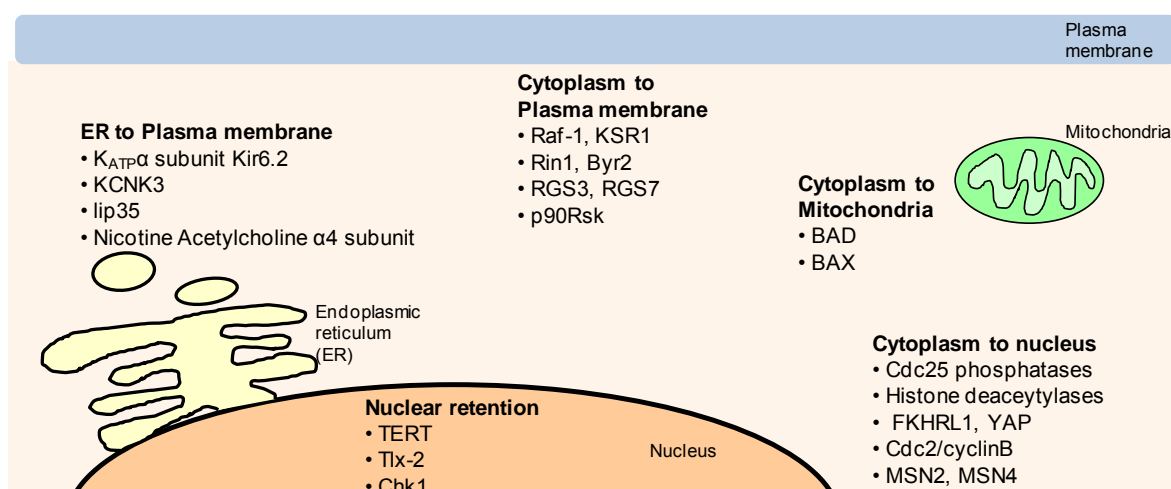 Plasma
membrane
Cytoplasm to
Plasma membrane
• Raf-1, KSR1
• Rin1, Byr2
• RGS3, RGS7
• p90Rsk
ER to Plasma membrane
• KATPα subunit Kir6.2
• KCNK3
• lip35
• Nicotine Acetylcholine α4 subunit
Mitochondria
Cytoplasm to
Mitochondria
• BAD
• BAX
Endoplasmic
reticulum
(ER)
Cytoplasm to nucleus
• Cdc25 phosphatases
• Histone deaceytylases
• FKHRL1, YAP
• Cdc2/cyclinB
• MSN2, MSN4
Nuclear retention
• TERT
• Tlx-2
• Chk1
Nucleus